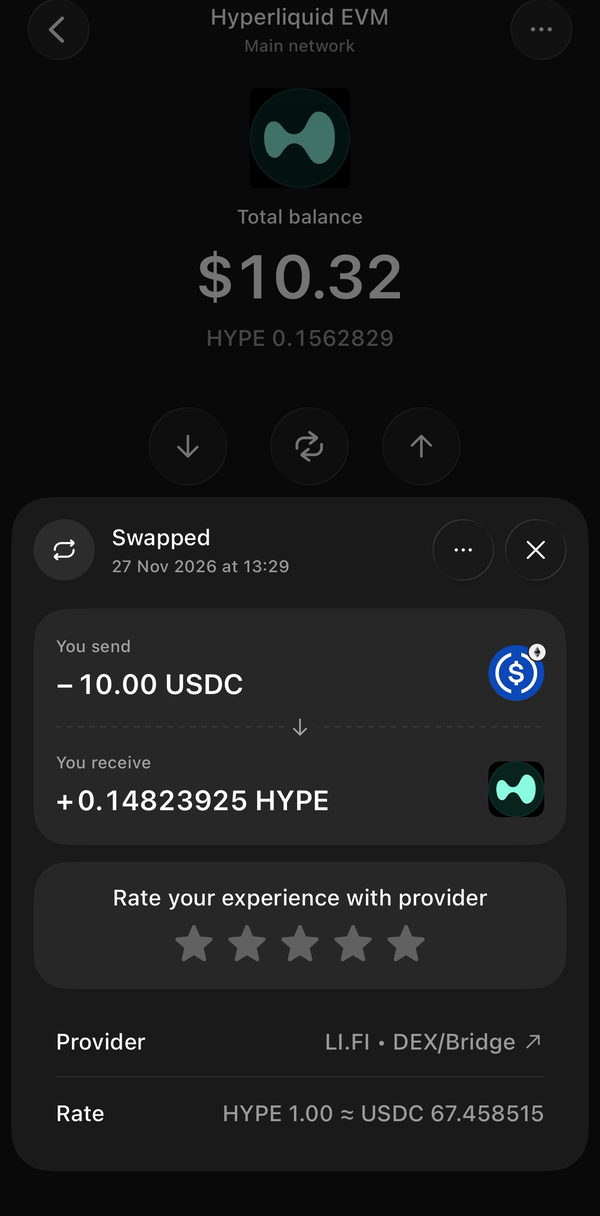 Hyperliquid EVM
Main network
Total balance
$10.32
HYPE 0.1562829
Swapped
27 Nov 2026 at 13:29
You send
–10.00 USDC
You receive
+0.14823925 HYPE
Rate your experience with provider
Provider
LI.FI • DEX/Bridge ↗
Rate
HYPE 1.00 ≈ USDC 67.458515